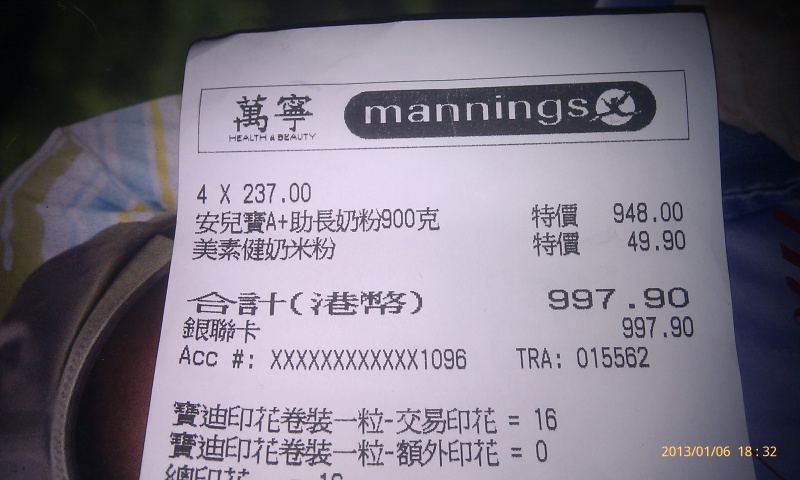 萬寧 mannings
HEALTH & BEAUTY
4 X 237.00
安兒寶A+助長奶粉900克 特價 948.00
美素健奶米粉 特價 49.90
合計(港幣) 997.90
銀聯卡 997.90
Acc #: XXXXXXXXXXXX1096 TRA: 015562
寶迪印花卷裝一粒-交易印花 = 16
寶迪印花卷裝一粒-額外印花 = 0
總印花 = 16
2013/01/06 18:32